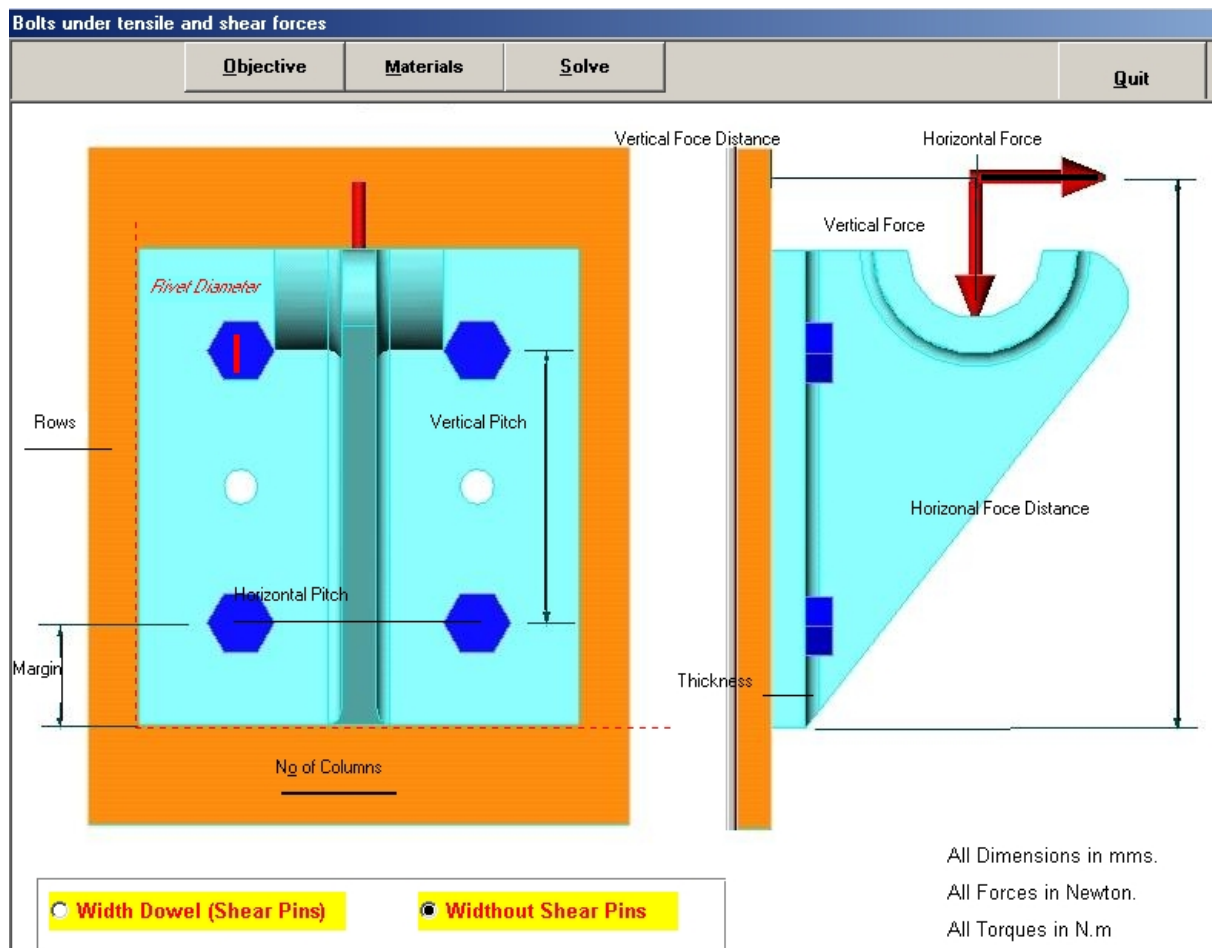 Bolts under tensile and shear forces
Objective
Materials
Solve
Quit
Vertical Foce Distance
Horizontal Force
Vertical Force
Rivet Diameter
Rows
Vertical Pitch
Horizonal Foce Distance
Horizontal Pitch
Margin
Thickness
No of Columns
All Dimensions in mms.
All Forces in Newton.
All Torques in N.m
Width Dowel (Shear Pins)
Widthout Shear Pins